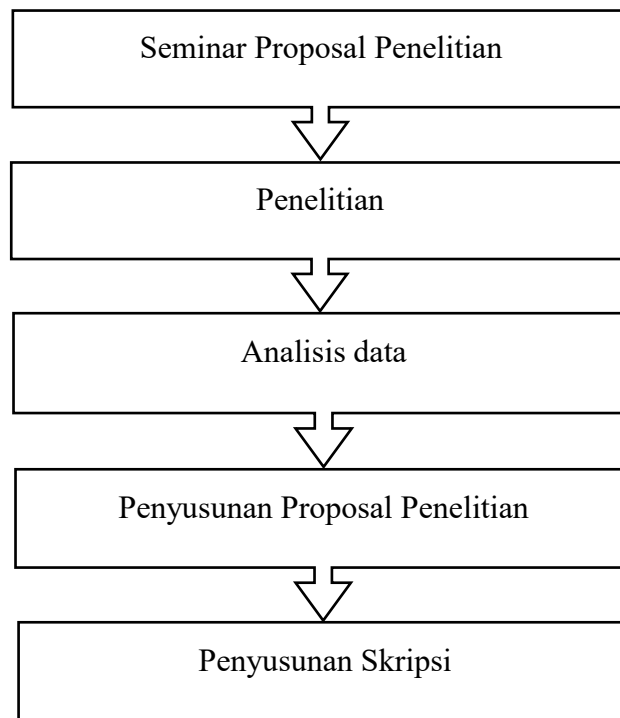 Seminar Proposal Penelitian
Penelitian
Analisis data
Penyusunan Proposal Penelitian
Penyusunan Skripsi